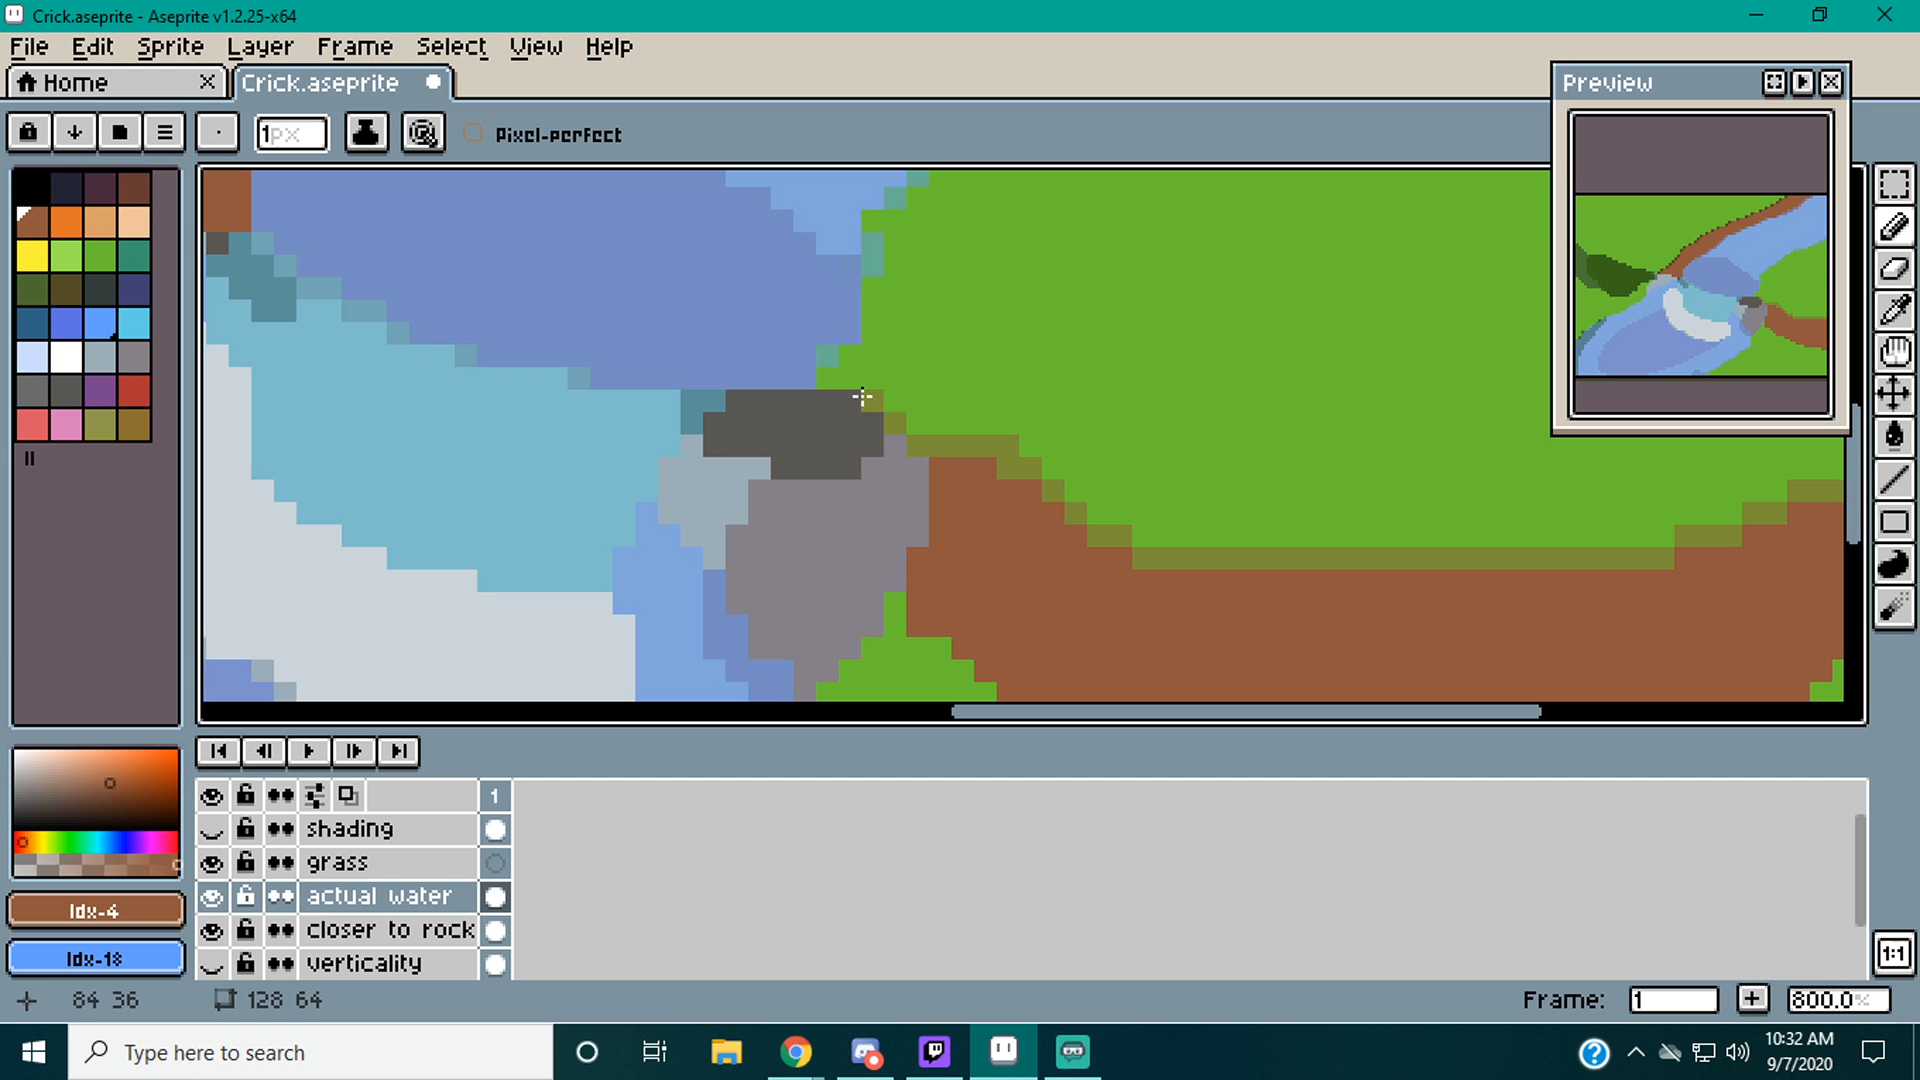 Crick.aseprite - Aseprite v1.2.25-x64
File Edit Sprite Layer Frame Select View Help
Home
Crick.aseprite
Preview
1px
Pixel-perfect
1
shading
grass
actual water
closer to rock
verticality
Idx-4
Idx-18
84 36
128 64
Frame: 1
800.0%
1:1
Type here to search
10:32 AM
9/7/2020